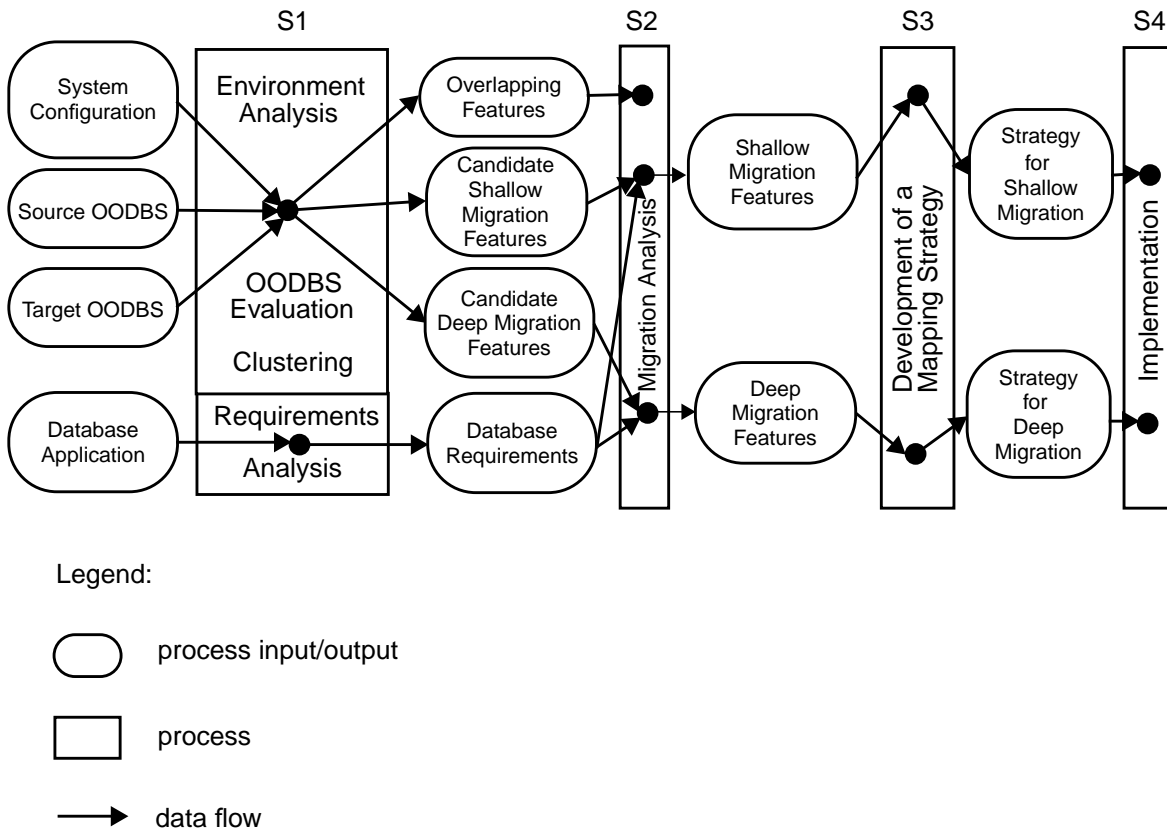 S1
S2
S3
S4
System
Configuration
Source OODBS
Target OODBS
Database
Application
Environment
Analysis
OODBS
Evaluation
Clustering
Requirements
Analysis
Overlapping
Features
Candidate
Shallow
Migration
Features
Candidate
Deep Migration
Features
Database
Requirements
Migration Analysis
Shallow
Migration
Features
Deep
Migration
Features
Development of a
Mapping Strategy
Strategy
for
Shallow
Migration
Strategy
for
Deep
Migration
Implementation
Legend:
process input/output
process
data flow